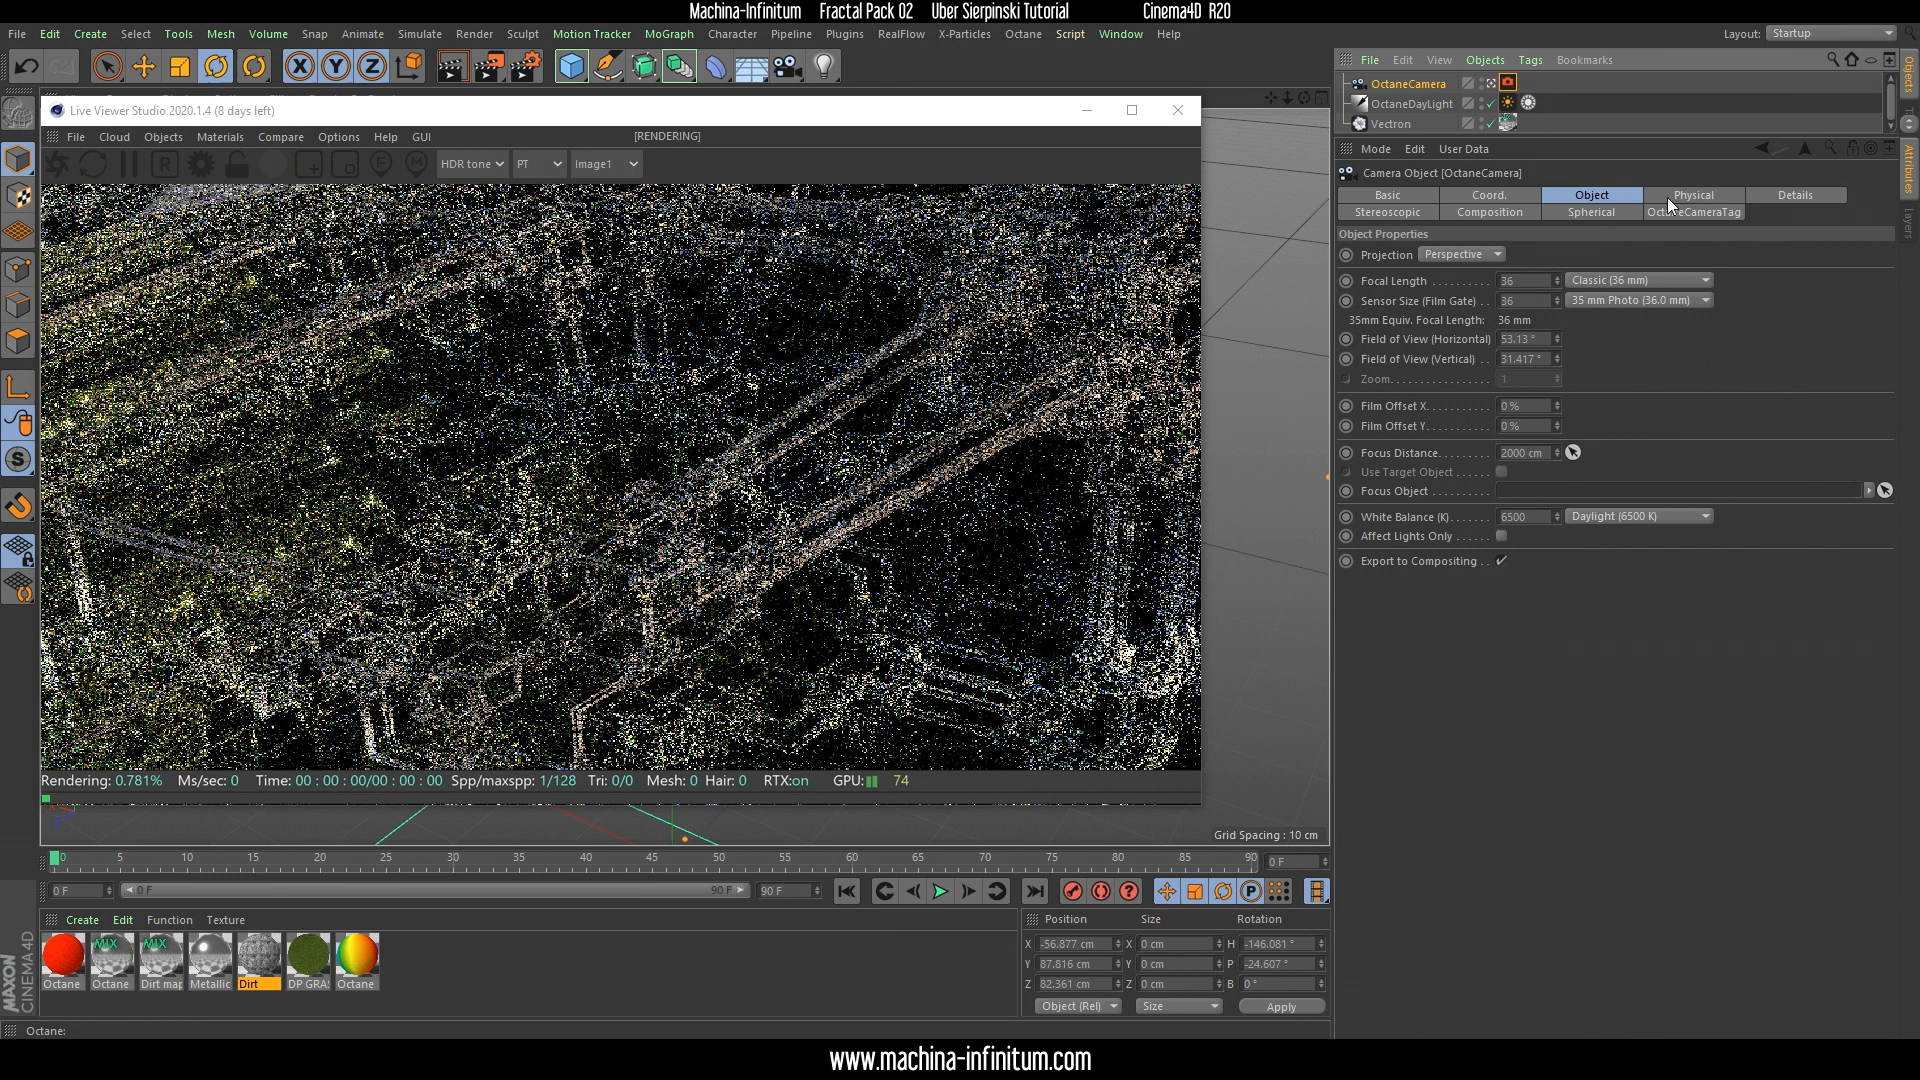 Machina-Infinitum Fractal Pack 02 Uber Sierpinski Tutorial Cinema4D R20
File Edit Create Select Tools Mesh Volume Snap Animate Simulate Render Sculpt Motion Tracker MoGraph Character Pipeline Plugins RealFlow X-Particles Octane Script Window Help
Layout: Startup
File Edit View Objects Tags Bookmarks
OctaneCamera
OctaneDayLight
Vectron
Objects
Attributes
Layers
Live Viewer Studio 2020.1.4 (8 days left)
File Cloud Objects Materials Compare Options Help GUI [RENDERING]
HDR tone PT Image1
Mode Edit User Data
Camera Object [OctaneCamera]
Basic Coord. Object Physical Details
Stereoscopic Composition Spherical OctaneCameraTag
Object Properties
Projection Perspective
Focal Length 36 Classic (36 mm)
Sensor Size (Film Gate) . . 36 35 mm Photo (36.0 mm)
35mm Equiv. Focal Length: 36 mm
Field of View (Horizontal) 53.13 °
Field of View (Vertical) . . 31.417 °
Zoom. 1
Film Offset X. 0 %
Film Offset Y. 0 %
Focus Distance. 2000 cm
Use Target Object
Focus Object
White Balance (K). 6500 Daylight (6500 K)
Affect Lights Only
Export to Compositing . .
Rendering: 0.781% Ms/sec: 0 Time: 00 : 00 : 00/00 : 00 : 00 Spp/maxspp: 1/128 Tri: 0/0 Mesh: 0 Hair: 0 RTX:on GPU: 74
Grid Spacing : 10 cm
0 5 10 15 20 25 30 35 40 45 50 55 60 65 70 75 80 85 90 0 F
0 F 0 F 90 F 90 F
Create Edit Function Texture
Octane Octane Dirt map Metallic Dirt DP GRAS Octane
MIX MIX
Position Size Rotation
X -56.877 cm X 0 cm H -146.081 °
Y 87.816 cm Y 0 cm P -24.607 °
Z 82.361 cm Z 0 cm B 0 °
Object (Rel) Size Apply
MAXON
CINEMA 4D
Octane:
www.machina-infinitum.com